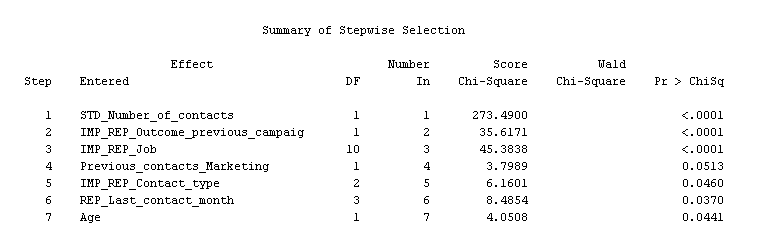 Summary of Stepwise Selection
Effect Number Score Wald
Step Entered DF In Chi-Square Chi-Square Pr > ChiSq
1 STD_Number_of_contacts 1 1 273.4900 <.0001
2 IMP_REP_Outcome_previous_campaig 1 2 35.6171 <.0001
3 IMP_REP_Job 10 3 45.3838 <.0001
4 Previous_contacts_Marketing 1 4 3.7989 0.0513
5 IMP_REP_Contact_type 2 5 6.1601 0.0460
6 REP_Last_contact_month 3 6 8.4854 0.0370
7 Age 1 7 4.0508 0.0441